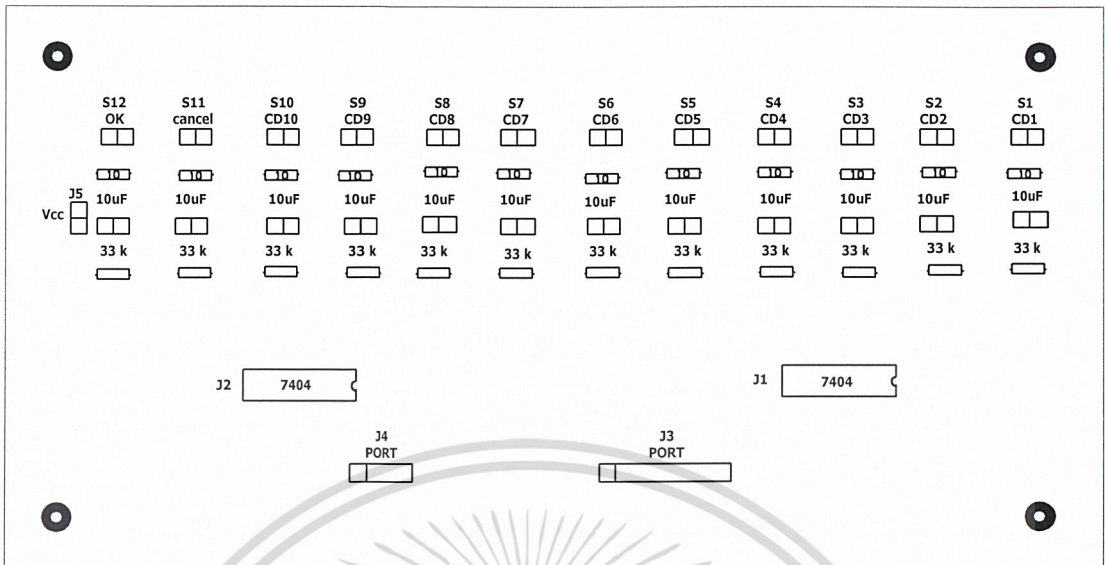 S12 S11 S10 S9 S8 S7 S6 S5 S4 S3 S2 S1
OK cancel CD10 CD9 CD8 CD7 CD6 CD5 CD4 CD3 CD2 CD1
10 10 10 10 10 10 10 10 10 10 10 10
J5 10uF 10uF 10uF 10uF 10uF 10uF 10uF 10uF 10uF 10uF 10uF 10uF
Vcc
33 k 33 k 33 k 33 k 33 k 33 k 33 k 33 k 33 k 33 k 33 k 33 k
J2 7404 J1 7404
J4 J3
PORT PORT